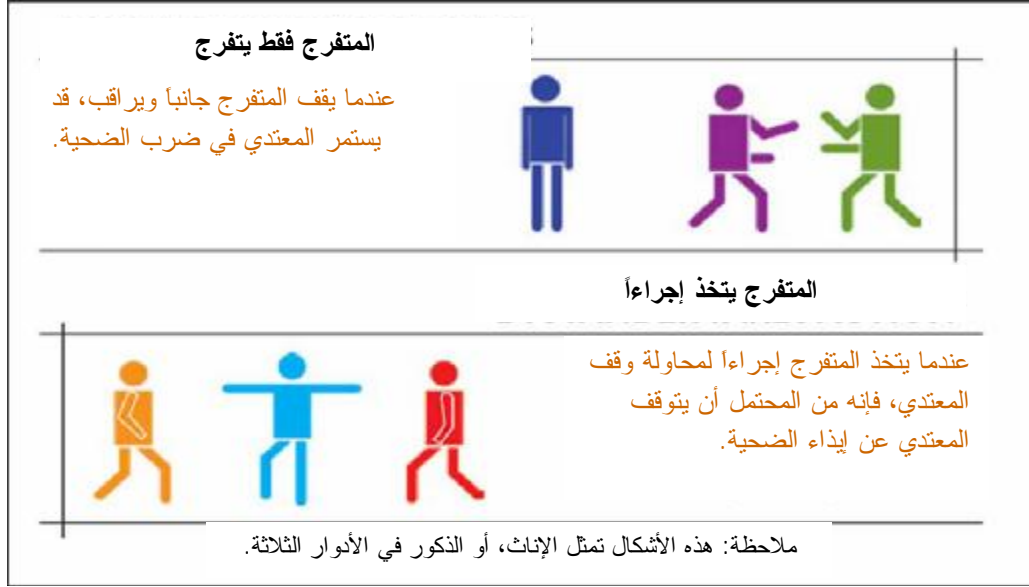 المتفرج فقط يتفرج
عندما يقف المتفرج جانباً ويراقب، قد
يستمر المعتدي في ضرب الضحية.
المتفرج يتخذ إجراءاً
عندما يتخذ المتفرج إجراءاً لمحاولة وقف
المعتدي، فإنه من المحتمل أن يتوقف
المعتدي عن إيذاء الضحية.
ملاحظة: هذه الأشكال تمثل الإناث، أو الذكور في الأدوار الثلاثة.